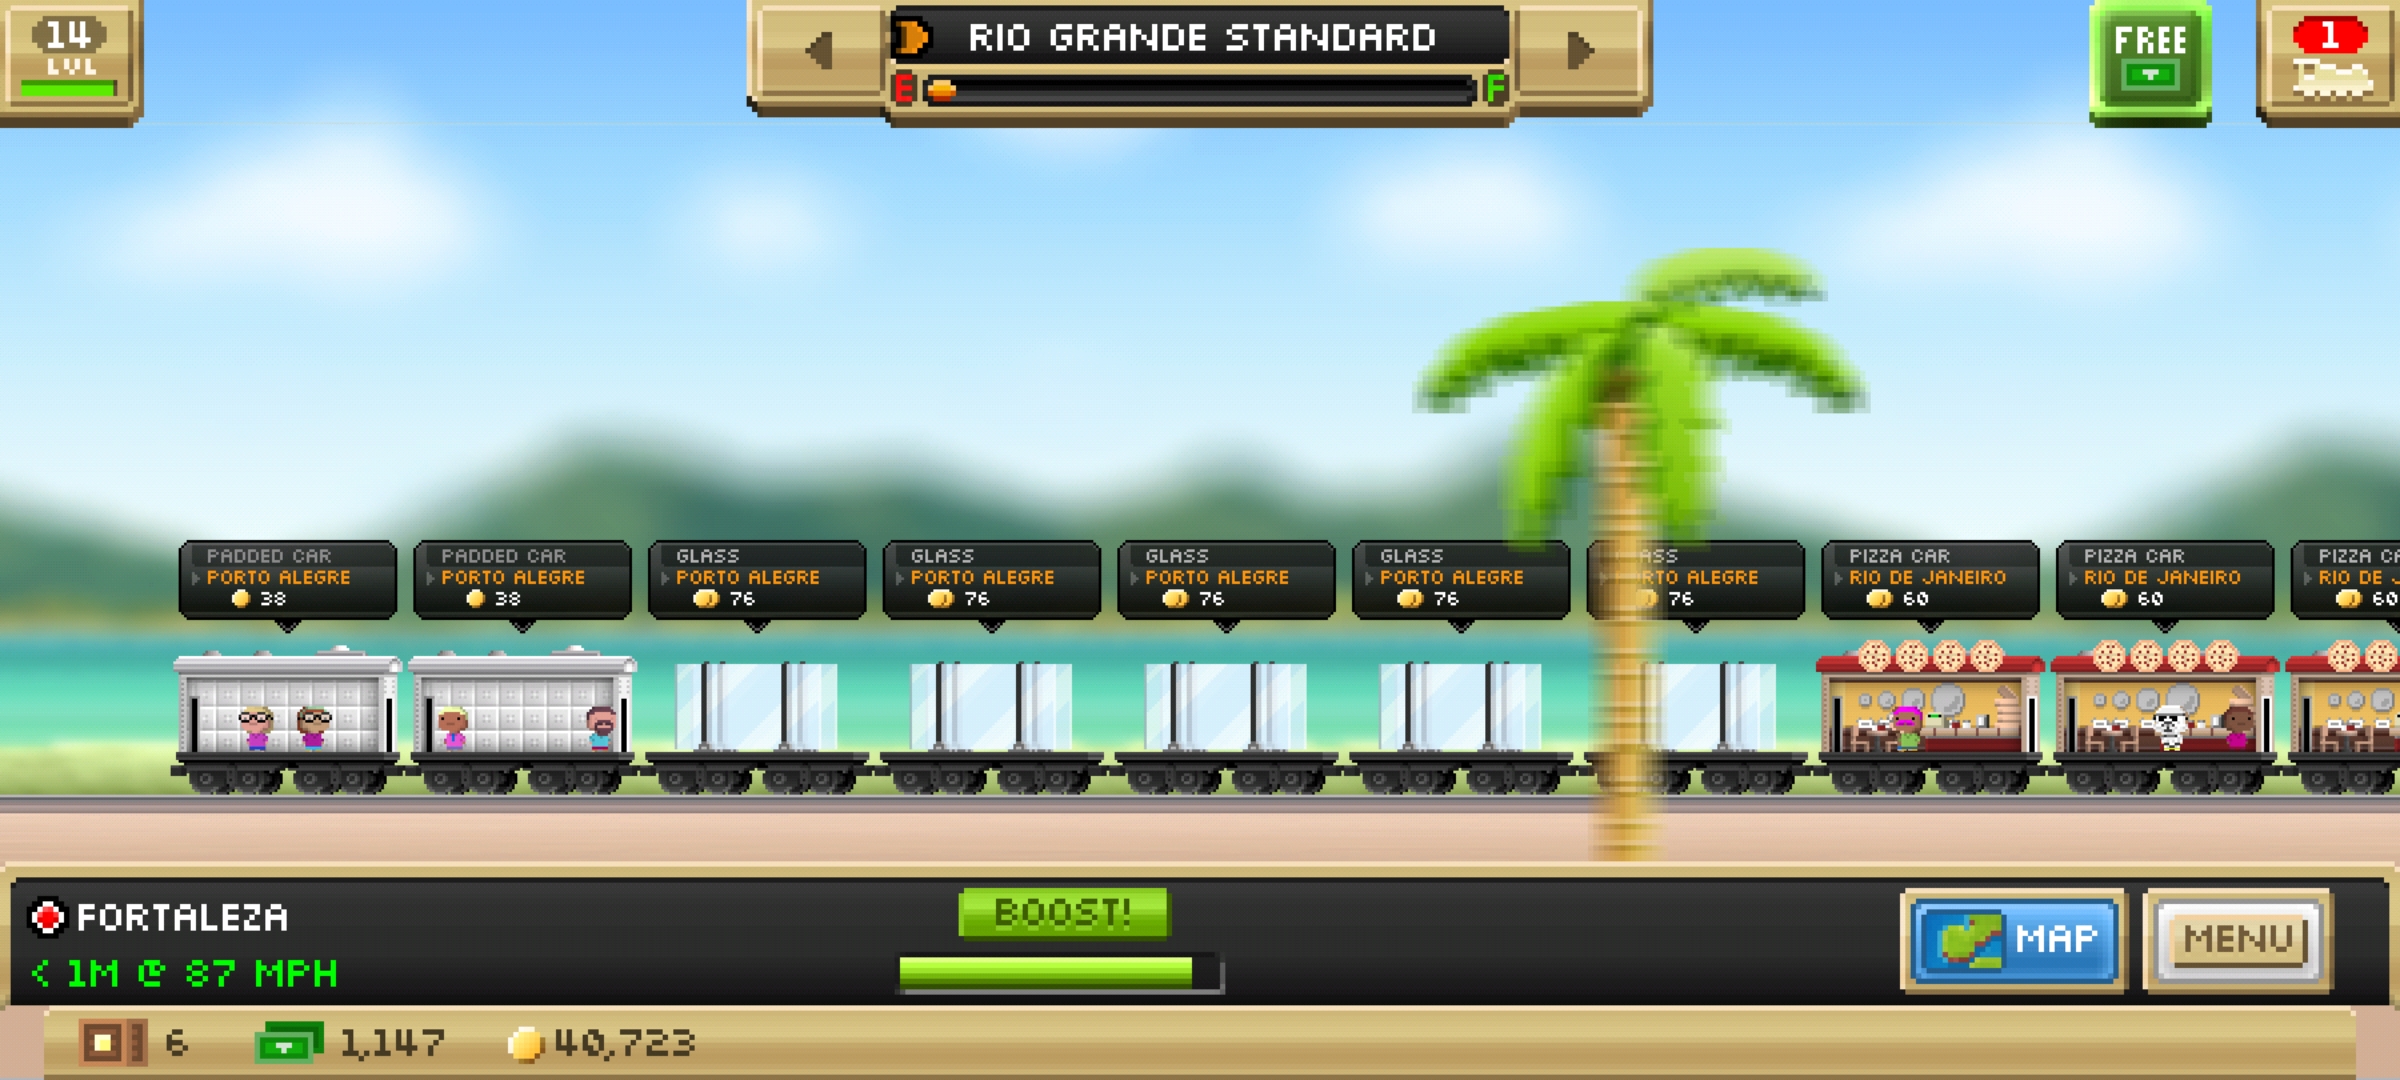 14
LVL
RIO GRANDE STANDARD
E F
FREE
1
PADDED CAR
PORTO ALEGRE
38
PADDED CAR
PORTO ALEGRE
38
GLASS
PORTO ALEGRE
76
GLASS
PORTO ALEGRE
76
GLASS
PORTO ALEGRE
76
GLASS
PORTO ALEGRE
76
76
PIZZA CAR
RIO DE JANEIRO
60
PIZZA CAR
RIO DE JANEIRO
60
PIZZA
RIO DE
60
FORTALEZA
< 1M @ 87 MPH
BOOST!
MAP
MENU
6
1,147
40,723